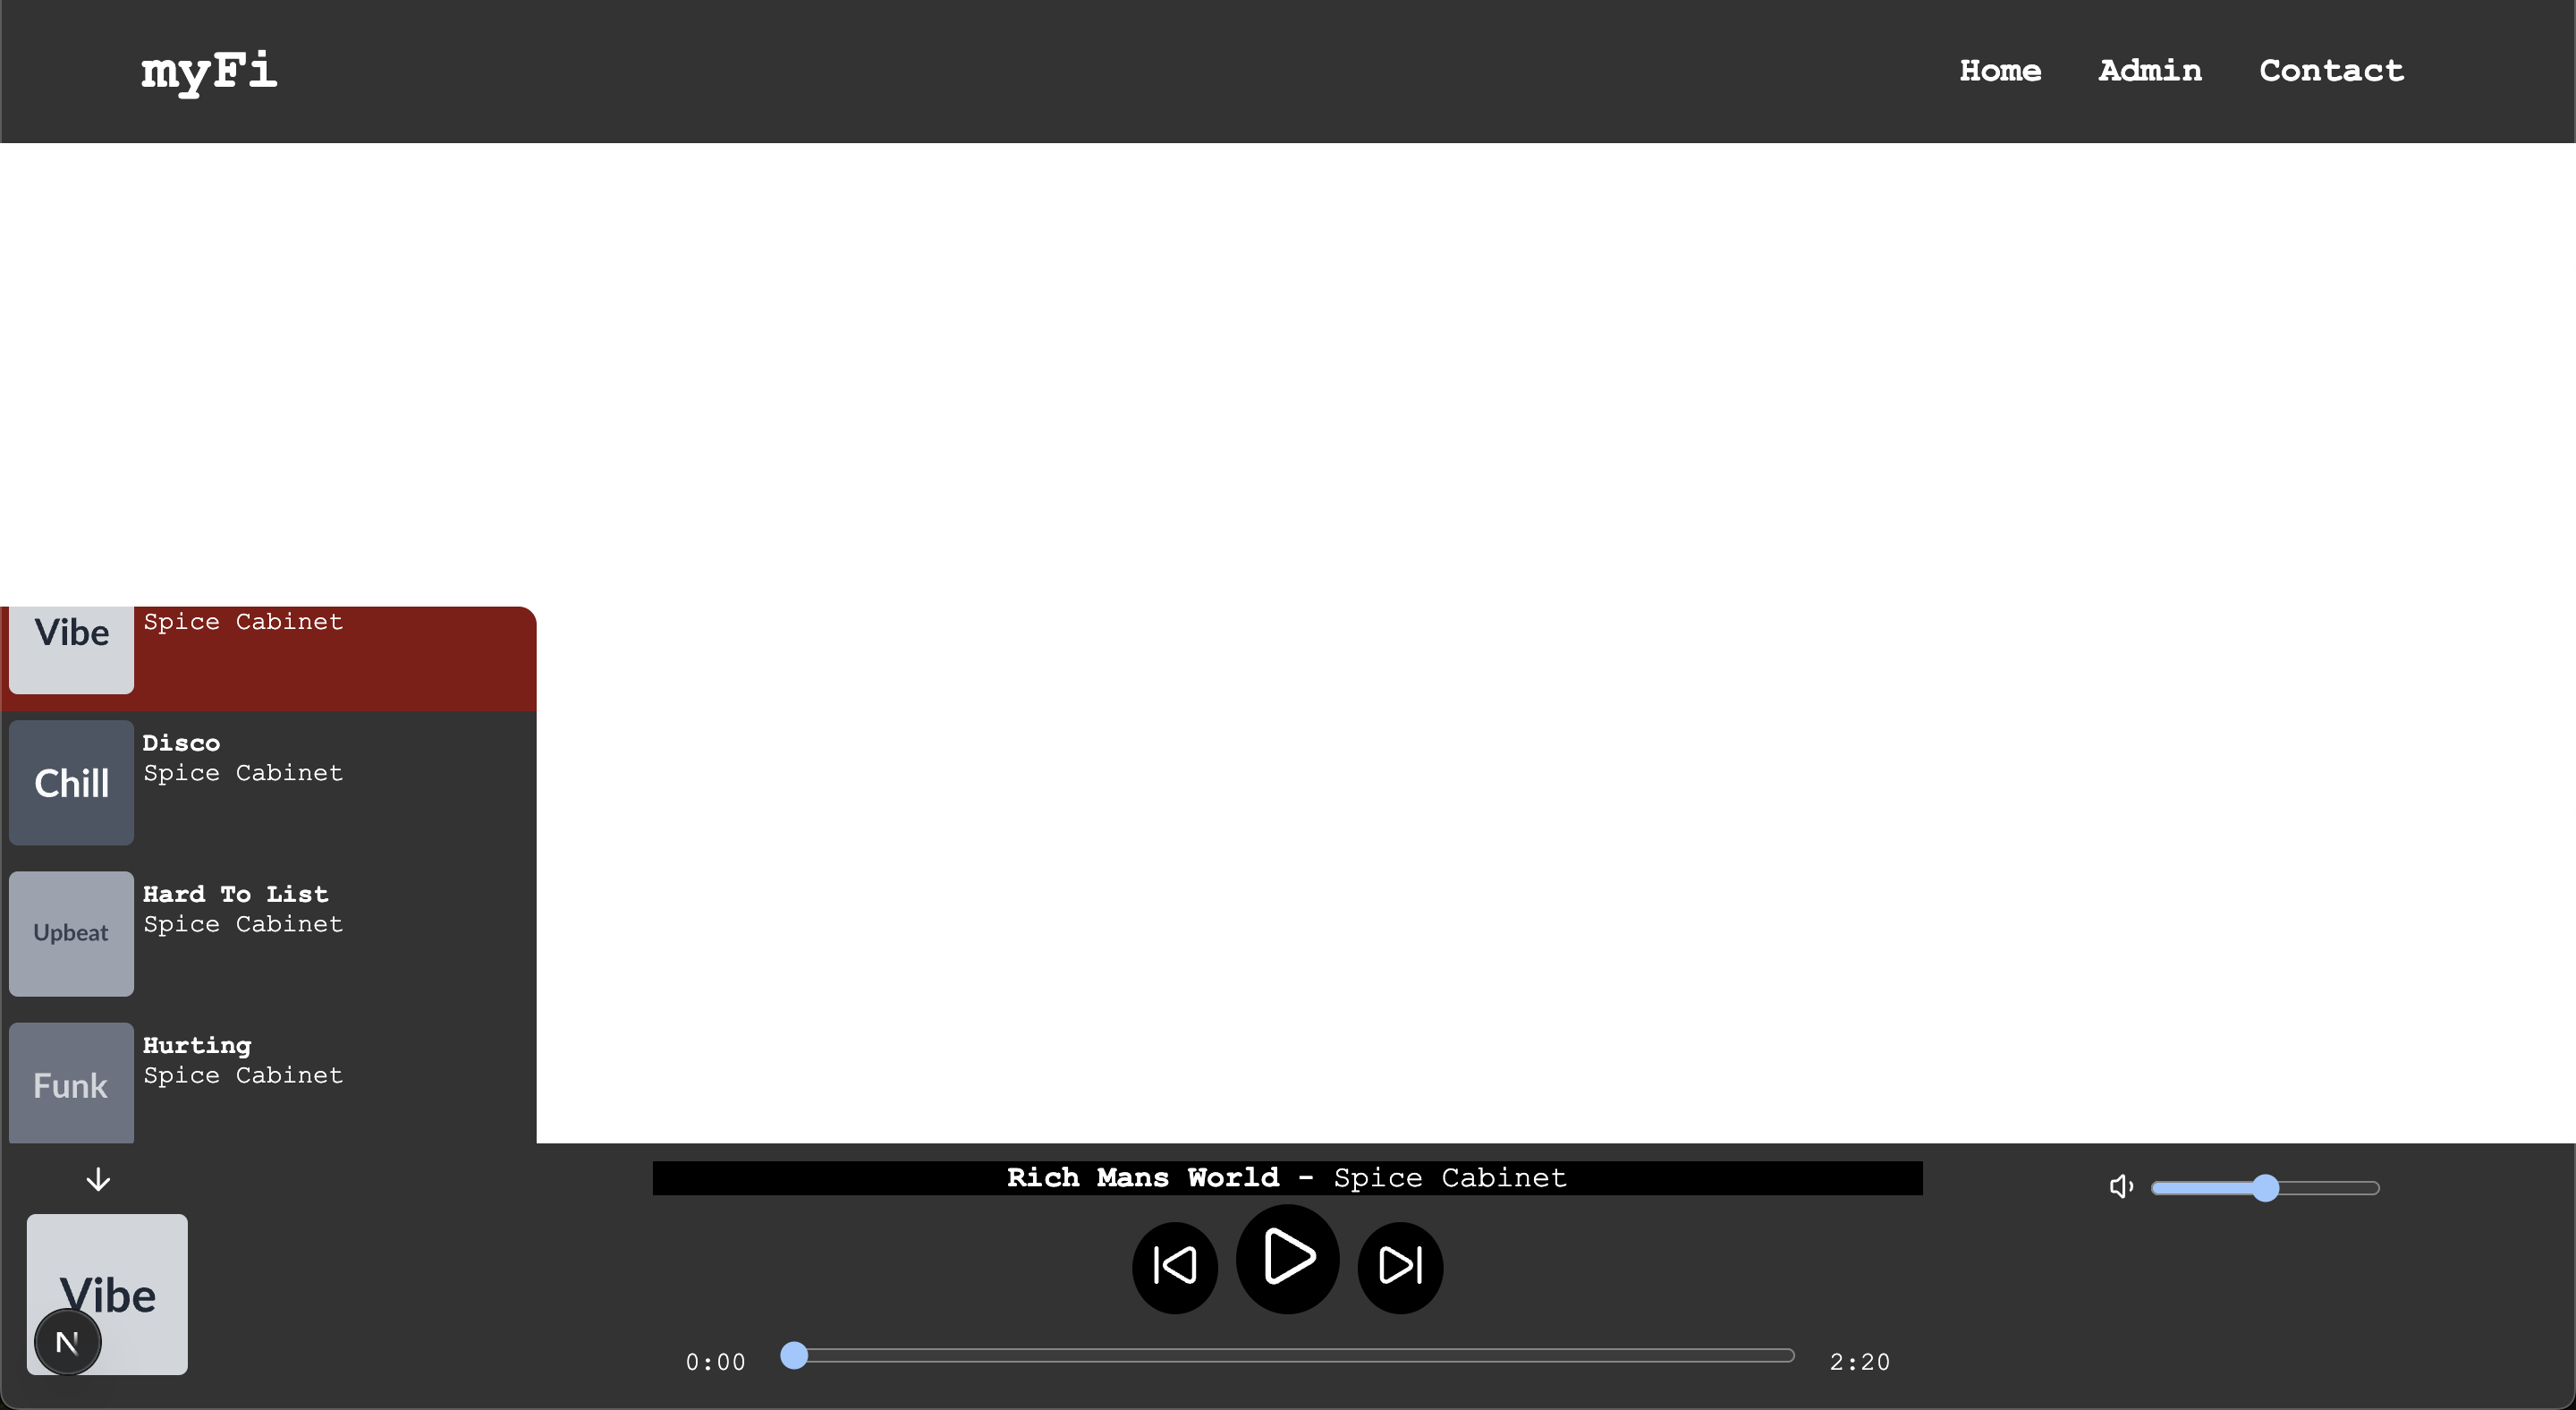 myFi
Home Admin Contact
Vibe
Spice Cabinet
Chill
Disco
Spice Cabinet
Upbeat
Hard To List
Spice Cabinet
Funk
Hurting
Spice Cabinet
Rich Mans World - Spice Cabinet
Vibe
N
0:00
2:20